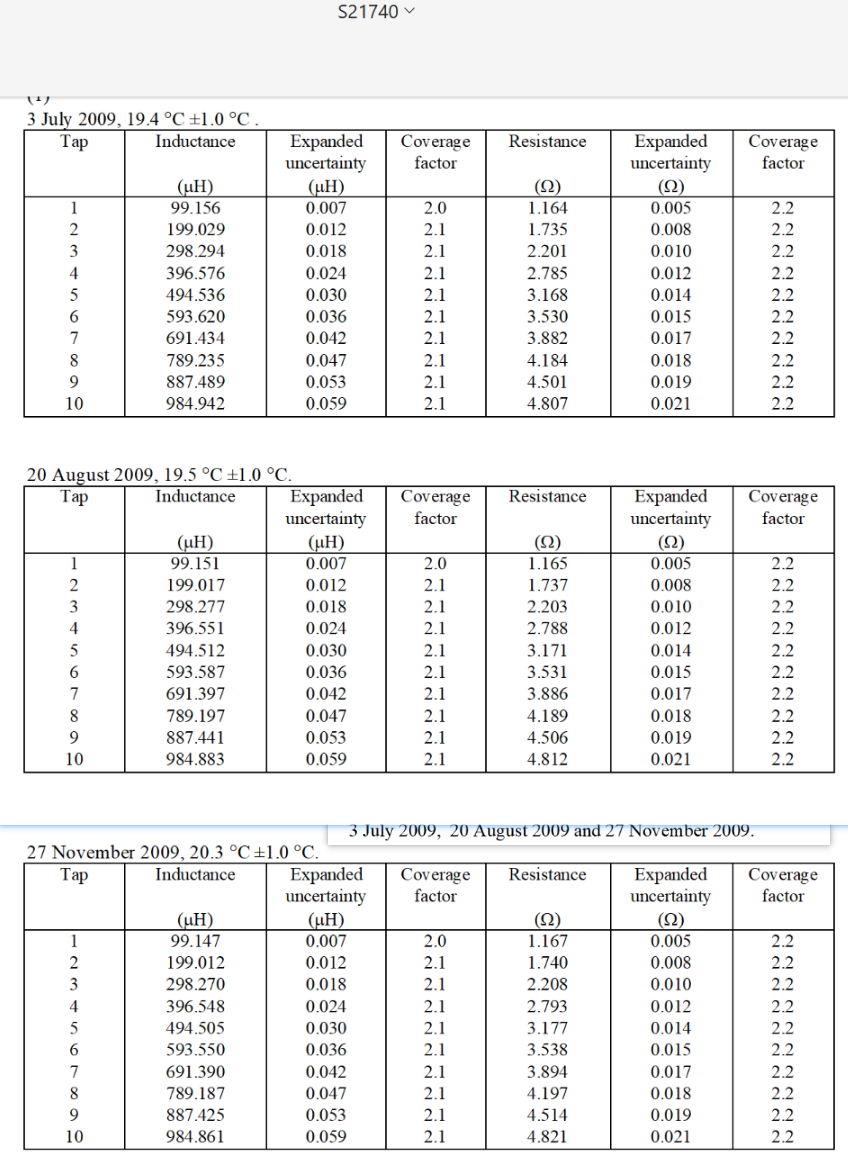 S21740
(1)
3 July 2009, 19.4 °C ±1.0 °C .
Tap Inductance Expanded Coverage Resistance Expanded Coverage
uncertainty factor uncertainty factor
(μH) (μH) (Ω) (Ω)
1 99.156 0.007 2.0 1.164 0.005 2.2
2 199.029 0.012 2.1 1.735 0.008 2.2
3 298.294 0.018 2.1 2.201 0.010 2.2
4 396.576 0.024 2.1 2.785 0.012 2.2
5 494.536 0.030 2.1 3.168 0.014 2.2
6 593.620 0.036 2.1 3.530 0.015 2.2
7 691.434 0.042 2.1 3.882 0.017 2.2
8 789.235 0.047 2.1 4.184 0.018 2.2
9 887.489 0.053 2.1 4.501 0.019 2.2
10 984.942 0.059 2.1 4.807 0.021 2.2
20 August 2009, 19.5 °C ±1.0 °C.
Tap Inductance Expanded Coverage Resistance Expanded Coverage
uncertainty factor uncertainty factor
(μH) (μH) (Ω) (Ω)
1 99.151 0.007 2.0 1.165 0.005 2.2
2 199.017 0.012 2.1 1.737 0.008 2.2
3 298.277 0.018 2.1 2.203 0.010 2.2
4 396.551 0.024 2.1 2.788 0.012 2.2
5 494.512 0.030 2.1 3.171 0.014 2.2
6 593.587 0.036 2.1 3.531 0.015 2.2
7 691.397 0.042 2.1 3.886 0.017 2.2
8 789.197 0.047 2.1 4.189 0.018 2.2
9 887.441 0.053 2.1 4.506 0.019 2.2
10 984.883 0.059 2.1 4.812 0.021 2.2
3 July 2009, 20 August 2009 and 27 November 2009.
27 November 2009, 20.3 °C ±1.0 °C.
Tap Inductance Expanded Coverage Resistance Expanded Coverage
uncertainty factor uncertainty factor
(μH) (μH) (Ω) (Ω)
1 99.147 0.007 2.0 1.167 0.005 2.2
2 199.012 0.012 2.1 1.740 0.008 2.2
3 298.270 0.018 2.1 2.208 0.010 2.2
4 396.548 0.024 2.1 2.793 0.012 2.2
5 494.505 0.030 2.1 3.177 0.014 2.2
6 593.550 0.036 2.1 3.538 0.015 2.2
7 691.390 0.042 2.1 3.894 0.017 2.2
8 789.187 0.047 2.1 4.197 0.018 2.2
9 887.425 0.053 2.1 4.514 0.019 2.2
10 984.861 0.059 2.1 4.821 0.021 2.2